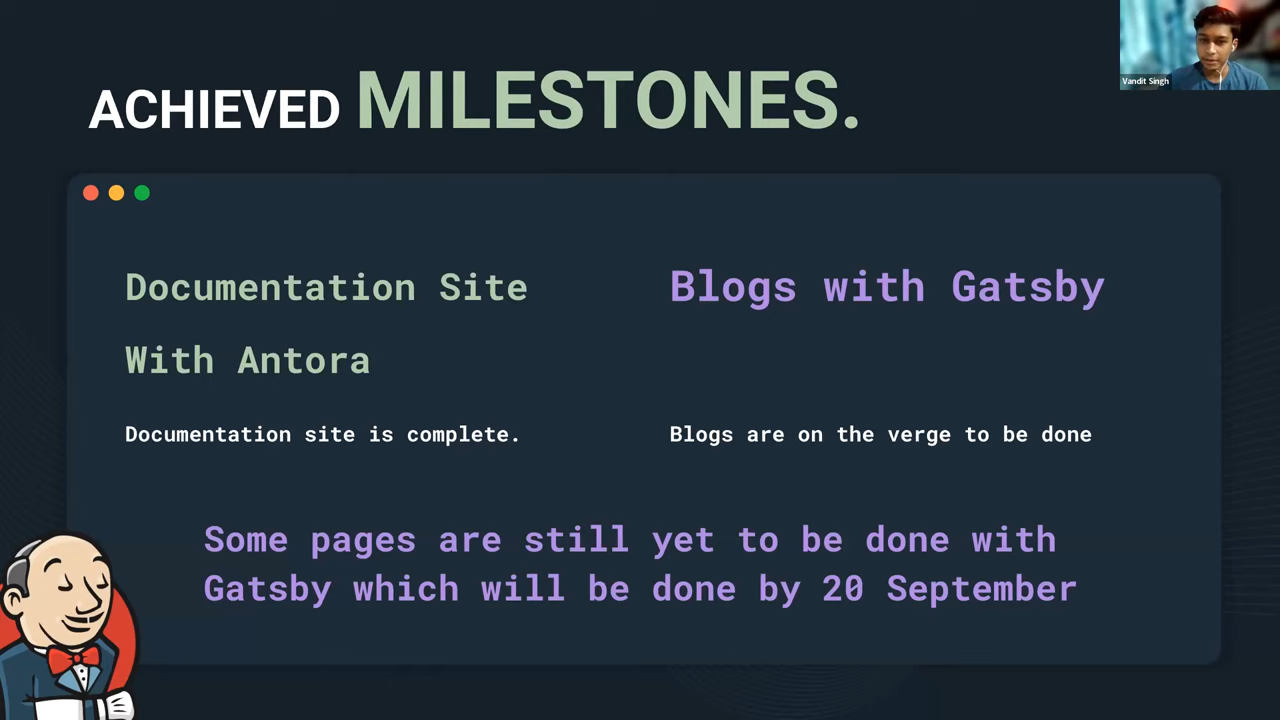 ACHIEVED MILESTONES.
Vandit Singh
Documentation Site
With Antora
Documentation site is complete.
Blogs with Gatsby
Blogs are on the verge to be done
Some pages are still yet to be done with
Gatsby which will be done by 20 September